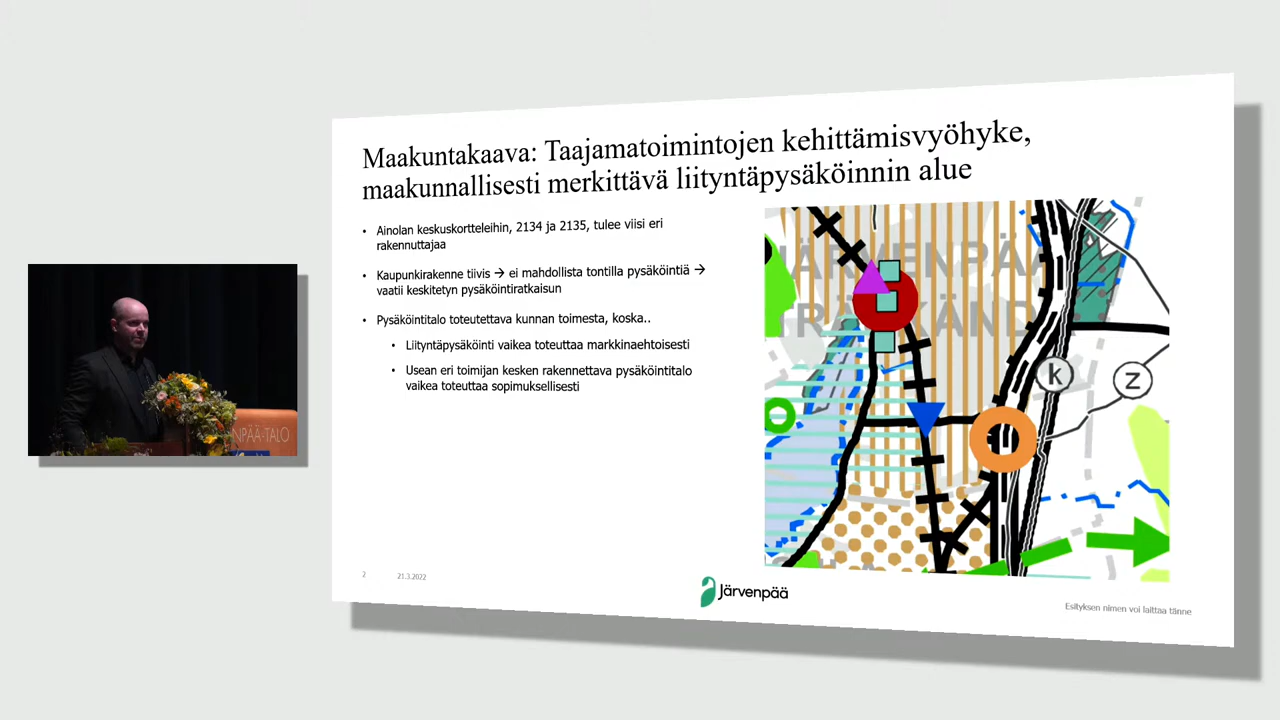 Maakuntakaava: Taajamatoimintojen kehittämisvyöhyke,
maakunnallisesti merkittävä liityntäpysäköinnin alue
• Ainolan keskuskortteleihin, 2134 ja 2135, tulee viisi eri
rakennuttajaa
• Kaupunkirakenne tiivis → ei mahdollista tontilla pysäköintiä →
vaatii keskitetyn pysäköintiratkaisun
• Pysäköintitalo toteutettava kunnan toimesta, koska..
• Liityntäpysäköinti vaikea toteuttaa markkinaehtoisesti
• Usean eri toimijan kesken rakennettava pysäköintitalo
vaikea toteuttaa sopimuksellisesti
JÄRVENPÄÄ
k
z
NPÄÄ-TALO
2
21.3.2022
Järvenpää
Esityksen nimen voi laittaa tänne